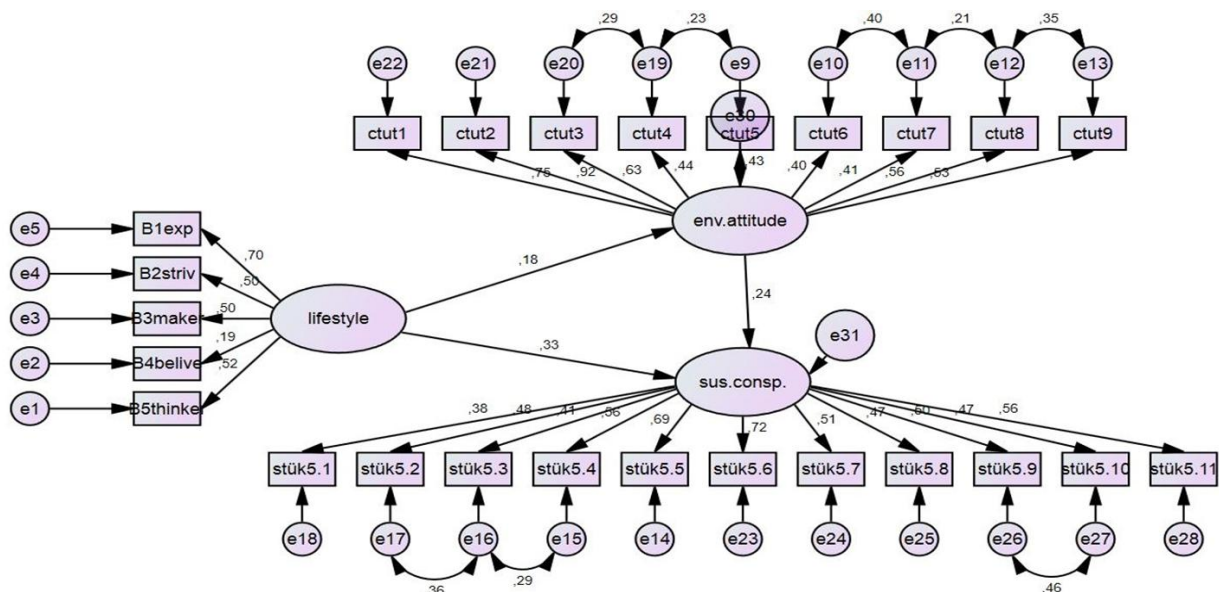 ,29
,23
,40
,21
,35
e22
e21
e20
e19
e9
e10
e11
e12
e13
e30
ctut1
ctut2
ctut3
ctut4
ctut5
ctut6
ctut7
ctut8
ctut9
,75
,92
,63
,44
,43
,40
,41
,56
,53
env.attitude
e5
B1exp
,70
e4
B2striv
,50
e3
B3maker
,50
lifestyle
,18
,24
e2
B4belive
,19
,33
e31
e1
B5thinker
,52
sus.consp.
,38
,48
,41
,56
,69
,72
,51
,47
,60
,47
,56
stük5.1
stük5.2
stük5.3
stük5.4
stük5.5
stük5.6
stük5.7
stük5.8
stük5.9
stük5.10
stük5.11
e18
e17
e16
e15
e14
e23
e24
e25
e26
e27
e28
,36
,29
,46